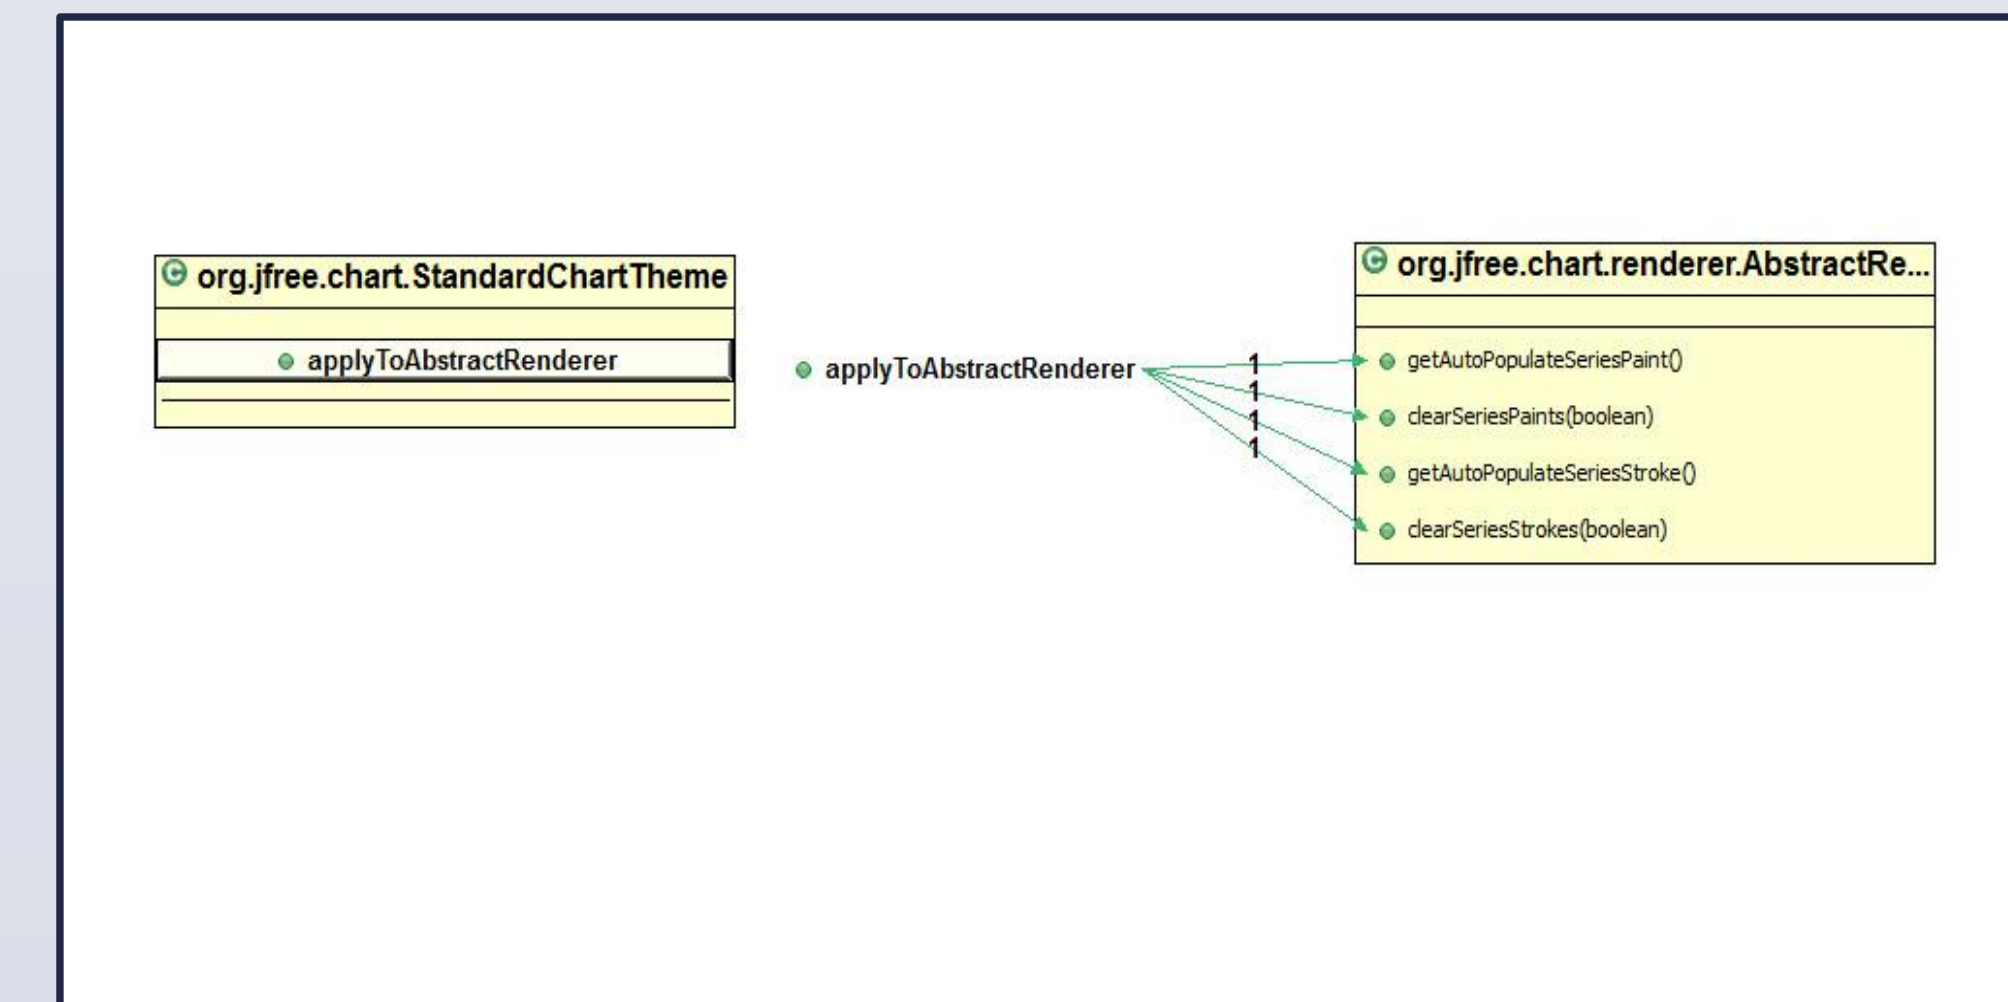 org.jfree.chart.StandardChartTheme
applyToAbstractRenderer
applyToAbstractRenderer
1
1
1
1
org.jfree.chart.renderer.AbstractRe...
getAutoPopulateSeriesPaint()
clearSeriesPaints(boolean)
getAutoPopulateSeriesStroke()
clearSeriesStrokes(boolean)